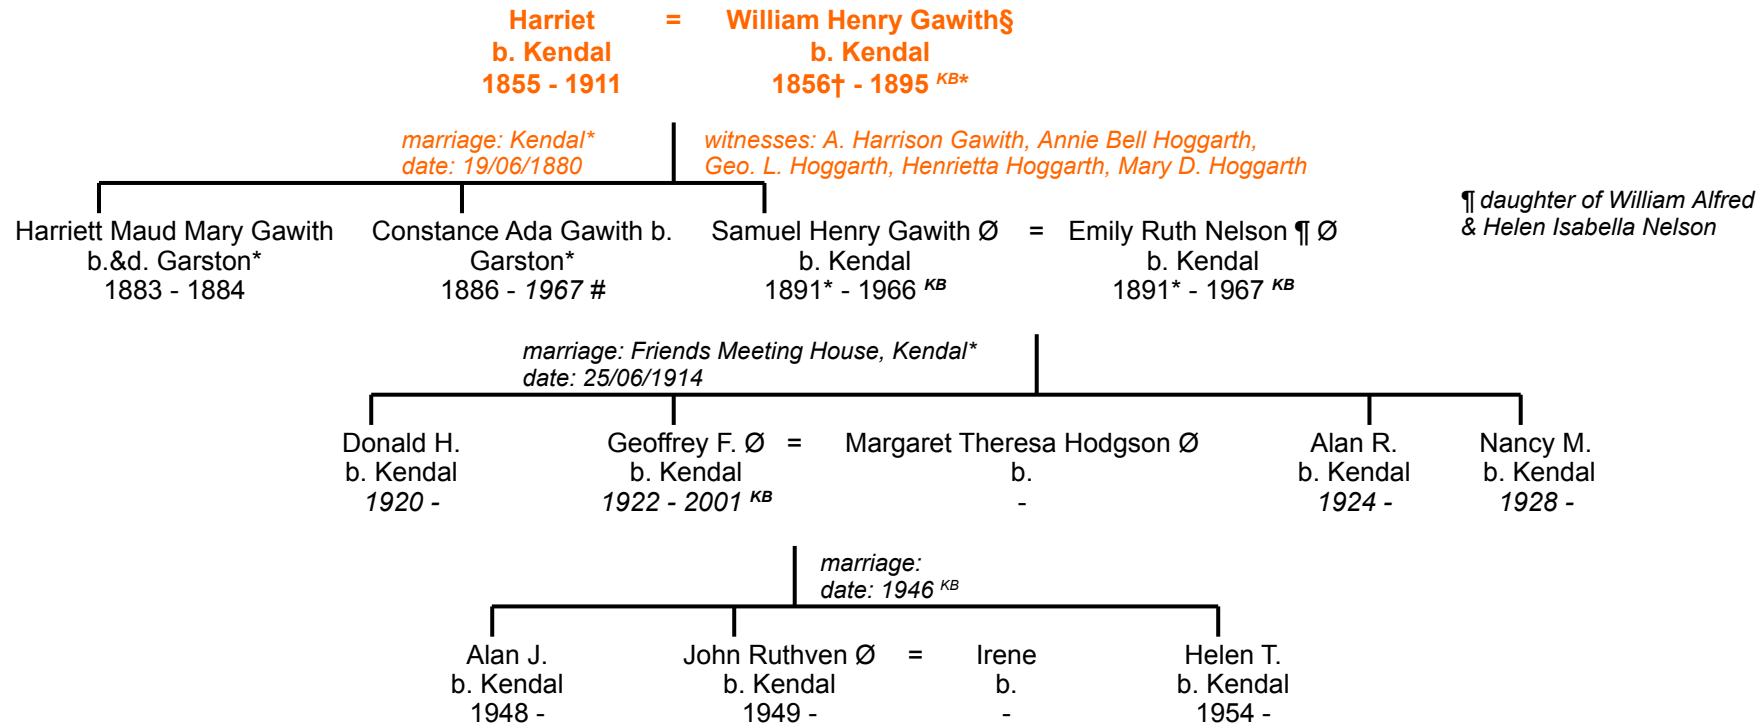 Harriet = William Henry Gawith§
b. Kendal b. Kendal
1855 - 1911 1856† - 1895 KB*
marriage: Kendal* witnesses: A. Harrison Gawith, Annie Bell Hoggarth,
date: 19/06/1880 Geo. L. Hoggarth, Henrietta Hoggarth, Mary D. Hoggarth
¶ daughter of William Alfred
& Helen Isabella Nelson
Harriett Maud Mary Gawith Constance Ada Gawith b. Samuel Henry Gawith Ø = Emily Ruth Nelson ¶ Ø
b.&d. Garston* Garston* b. Kendal b. Kendal
1883 - 1884 1886 - 1967 # 1891* - 1966 KB 1891* - 1967 KB
marriage: Friends Meeting House, Kendal*
date: 25/06/1914
Donald H. Geoffrey F. Ø = Margaret Theresa Hodgson Ø Alan R. Nancy M.
b. Kendal b. Kendal b. b. Kendal b. Kendal
1920 - 1922 - 2001 KB - 1924 - 1928 -
marriage:
date: 1946 KB
Alan J. John Ruthven Ø = Irene Helen T.
b. Kendal b. Kendal b. b. Kendal
1948 - 1949 - - 1954 -